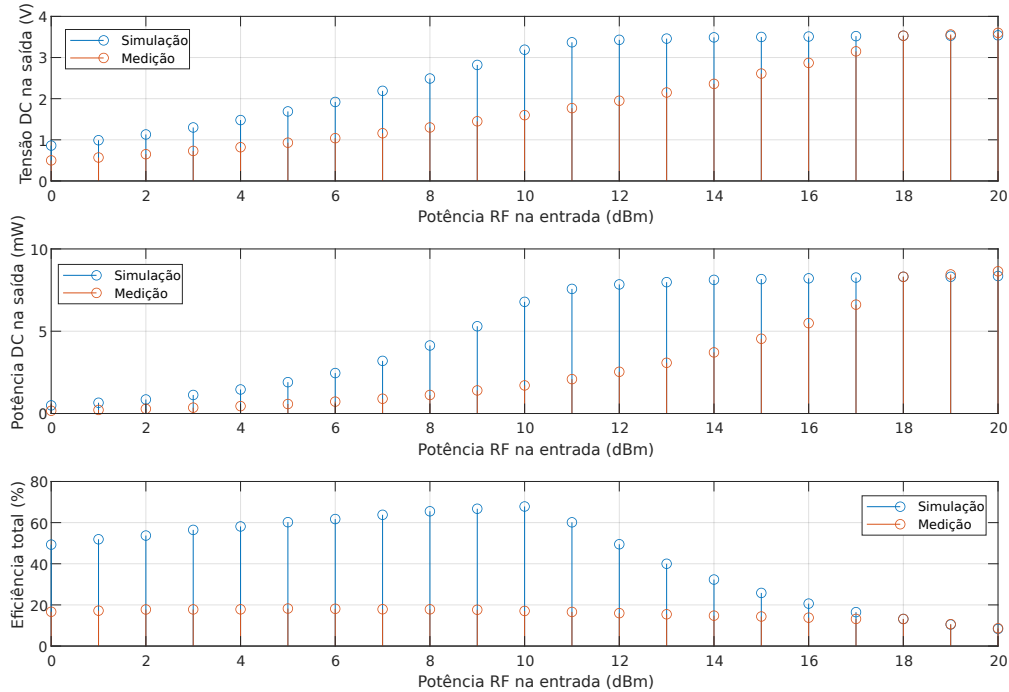 Tensão DC na saída (V)
4
3
2
1
0
Simulação
Medição
0 2 4 6 8 10 12 14 16 18 20
Potência RF na entrada (dBm)
Potência DC na saída (mW)
10
5
0
Simulação
Medição
0 2 4 6 8 10 12 14 16 18 20
Potência RF na entrada (dBm)
Eficiência total (%)
80
60
40
20
0
Simulação
Medição
0 2 4 6 8 10 12 14 16 18 20
Potência RF na entrada (dBm)